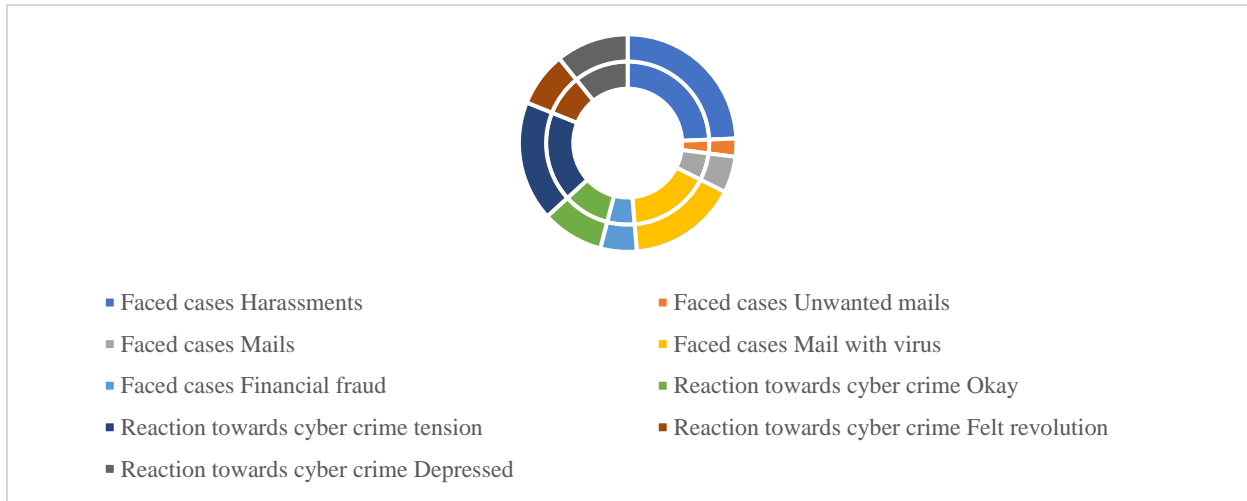 Faced cases Harassments
Faced cases Unwanted mails
Faced cases Mails
Faced cases Mail with virus
Faced cases Financial fraud
Reaction towards cyber crime Okay
Reaction towards cyber crime tension
Reaction towards cyber crime Felt revolution
Reaction towards cyber crime Depressed